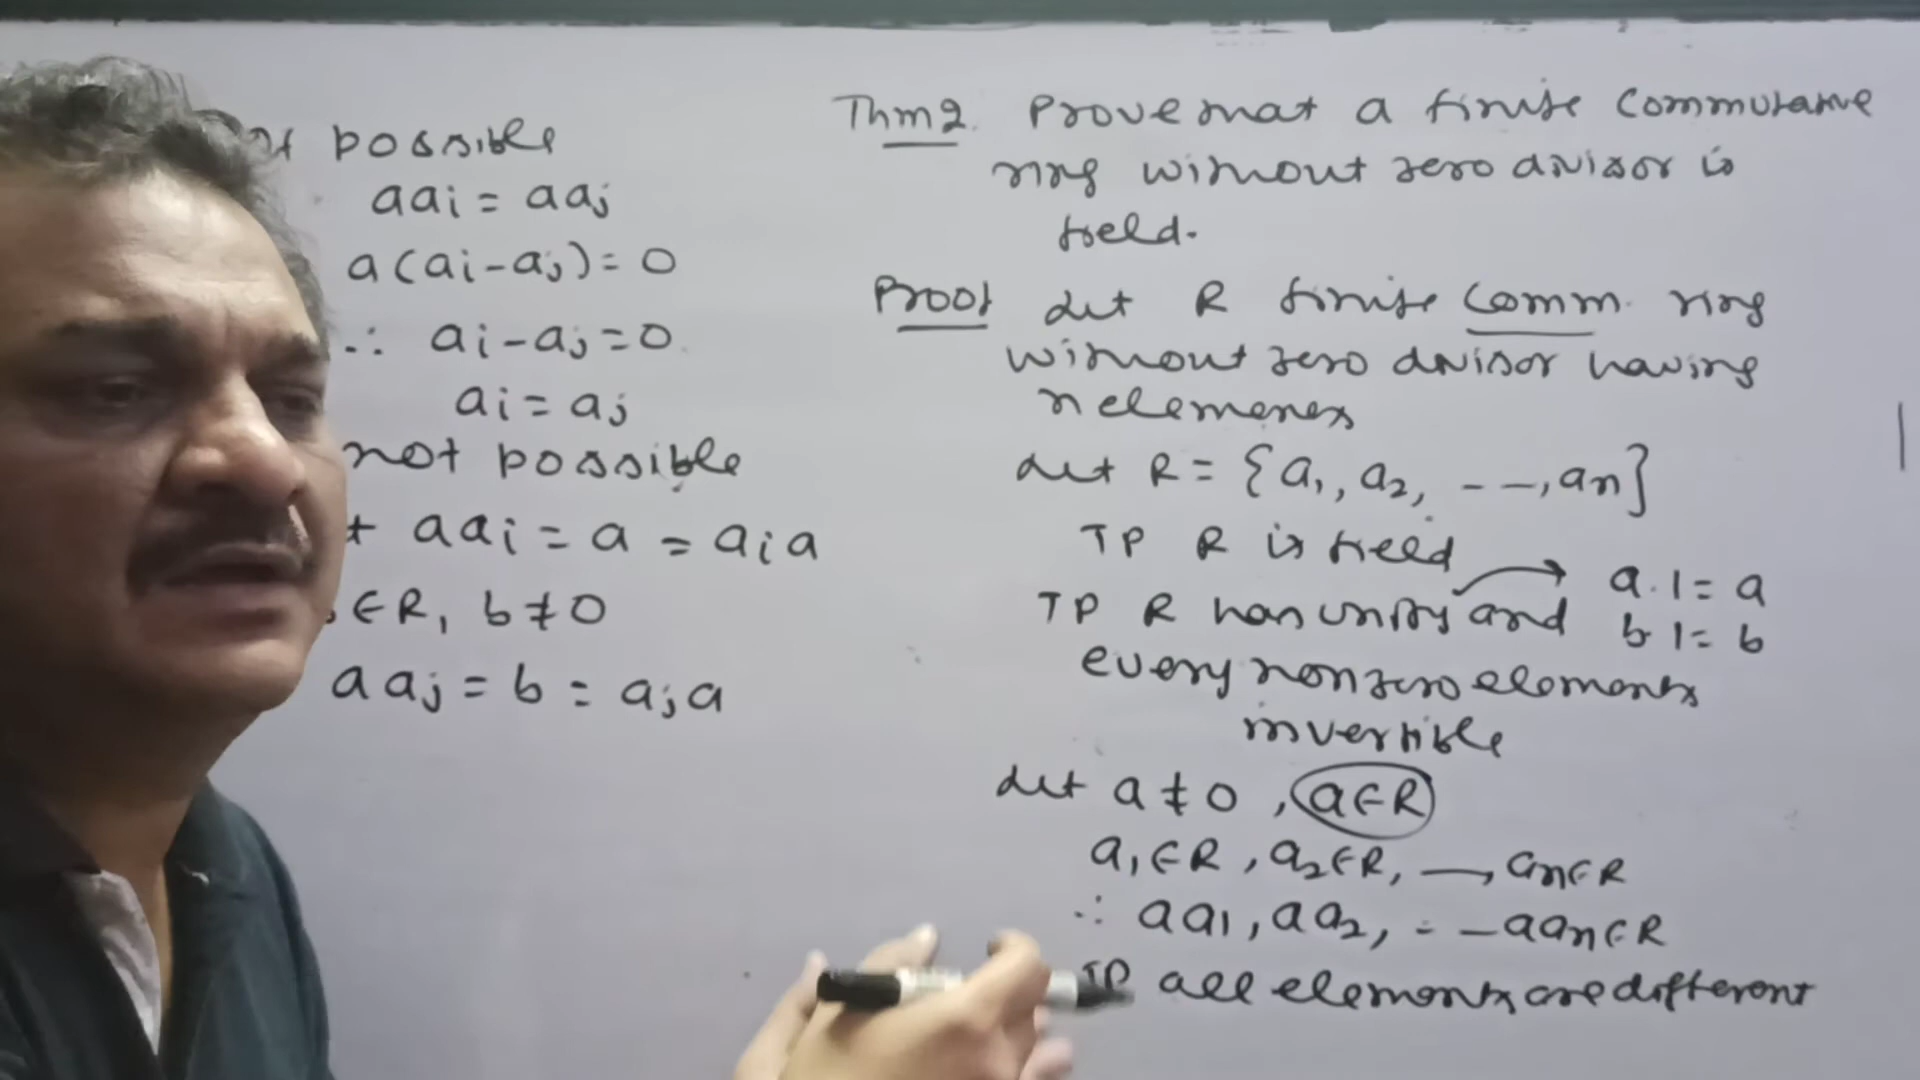 Thm 2. Prove that a finite commutative
ring without zero divisor is
field.
Proof Let R finite comm. ring
without zero divisor having
n elements
Let R = {a₁, a₂, - - -, an}
TP R is field
TP R has unity and → a.1 = a
b 1 = b
every nonzero elements
invertible
Let a ≠ 0, a∈R
a₁∈R, a₂∈R, — an∈R
∴ aa₁, aa₂, - - aan∈R
TP all elements are different
possible
aai = aaj
a(ai-aj) = 0
∴ ai-aj = 0
ai = aj
not possible
aai = a = aia
∈R, b ≠ 0
aaj = b = aja